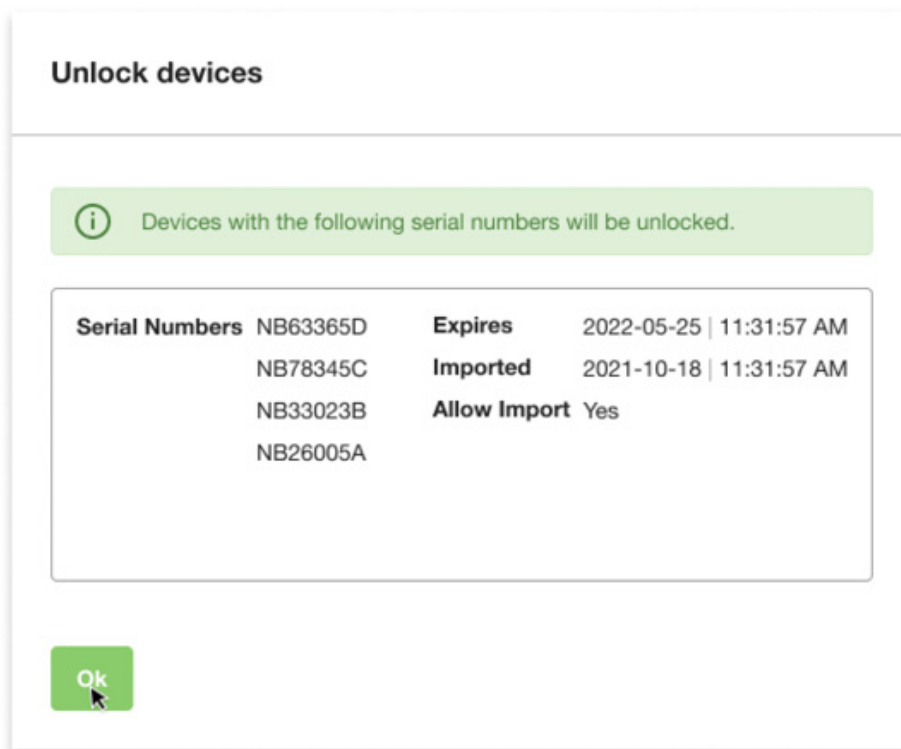 Unlock devices
Devices with the following serial numbers will be unlocked.
Serial Numbers NB63365D Expires 2022-05-25 | 11:31:57 AM
NB78345C Imported 2021-10-18 | 11:31:57 AM
NB33023B Allow Import Yes
NB26005A
Ok